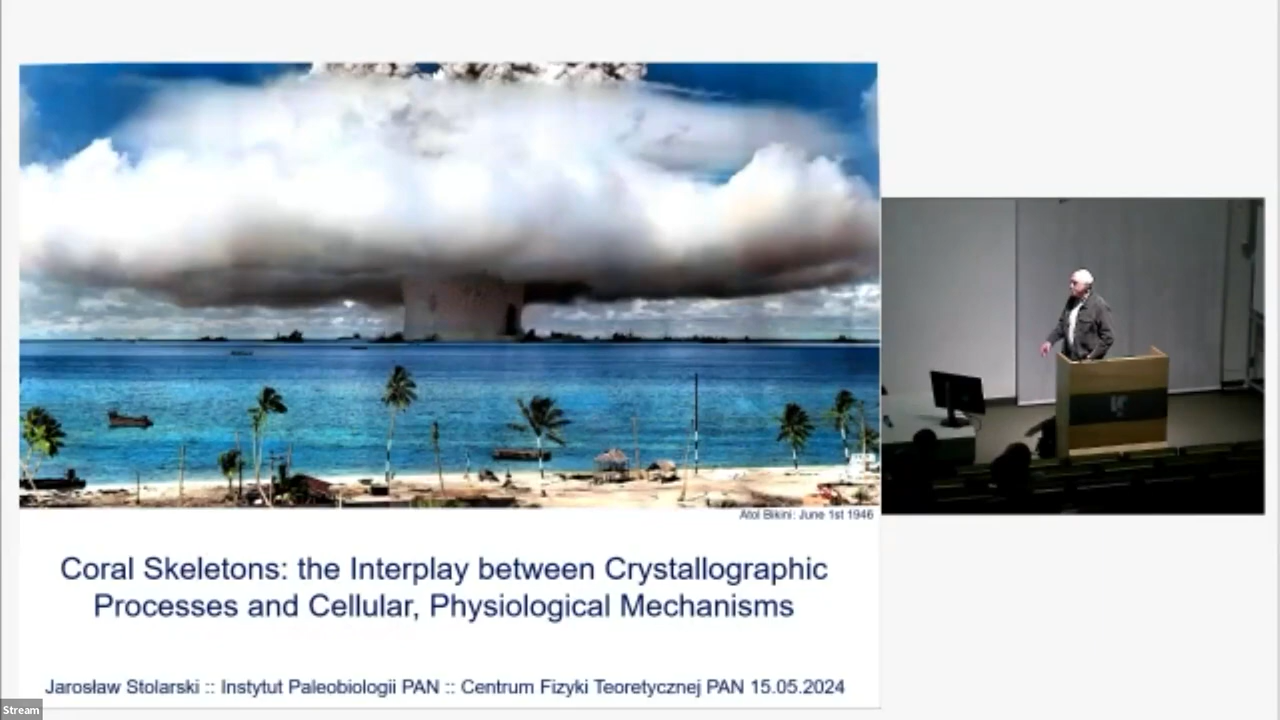 Atol Bikini: June 1st 1946
Coral Skeletons: the Interplay between Crystallographic
Processes and Cellular, Physiological Mechanisms
Jarosław Stolarski :: Instytut Paleobiologii PAN :: Centrum Fizyki Teoretycznej PAN 15.05.2024
Stream